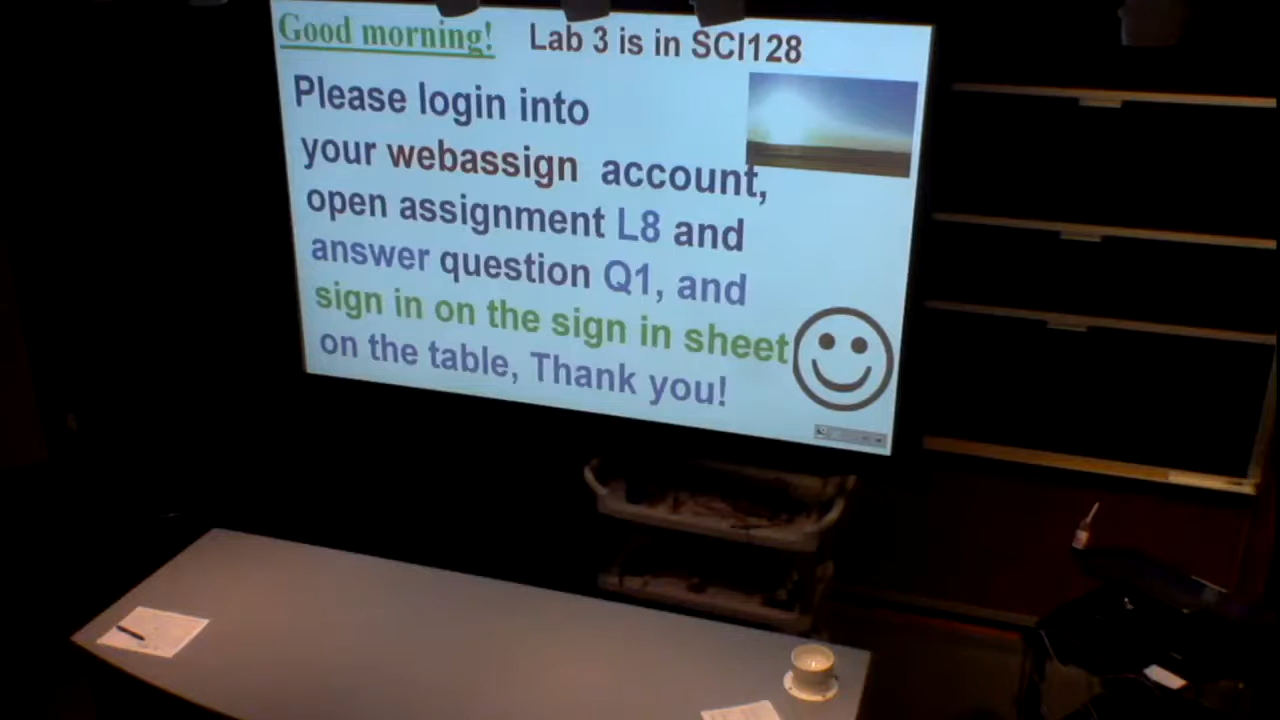 Good morning! Lab 3 is in SCI128
Please login into
your webassign account,
open assignment L8 and
answer question Q1, and
sign in on the sign in sheet
on the table, Thank you!